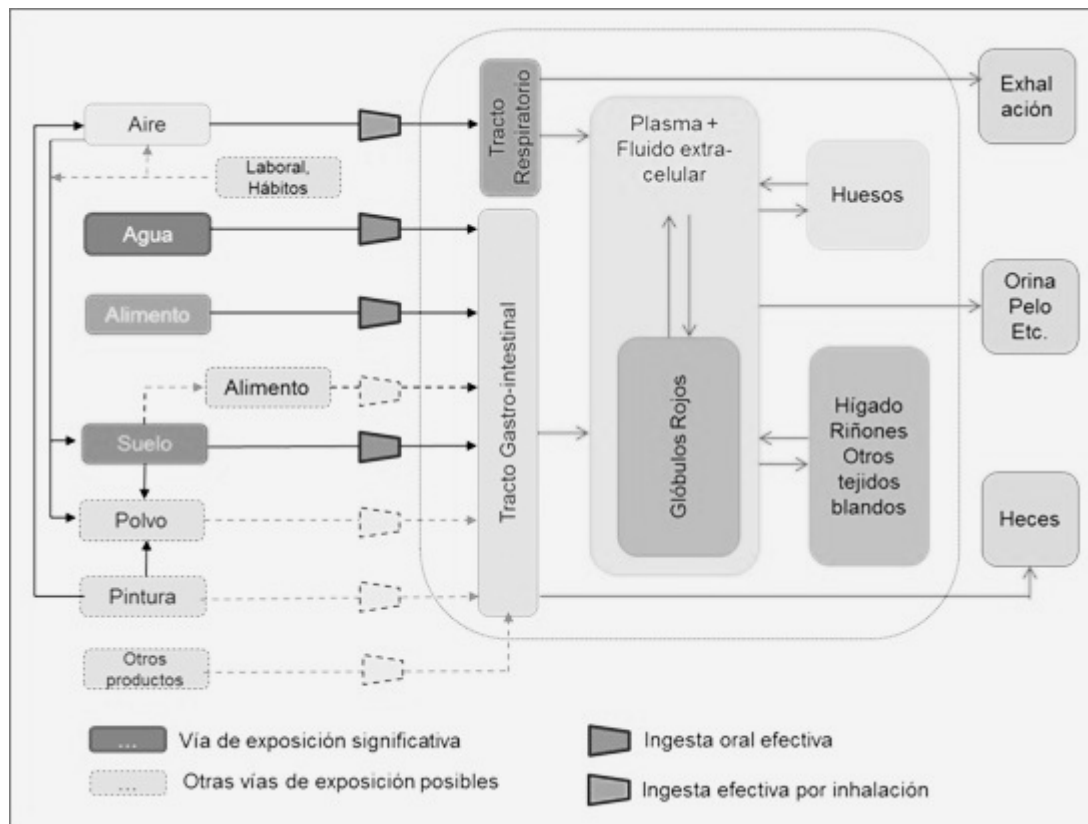 Aire
Laboral,
Hábitos
Agua
Alimento
Alimento
Suelo
Polvo
Pintura
Otros
productos
Tracto
Respiratorio
Tracto Gastro-intestinal
Plasma +
Fluido extra-
celular
Glóbulos Rojos
Huesos
Hígado
Riñones
Otros
tejidos
blandos
Exhal
ación
Orina
Pelo
Etc.
Heces
... Vía de exposición significativa
... Otras vías de exposición posibles
Ingesta oral efectiva
Ingesta efectiva por inhalación